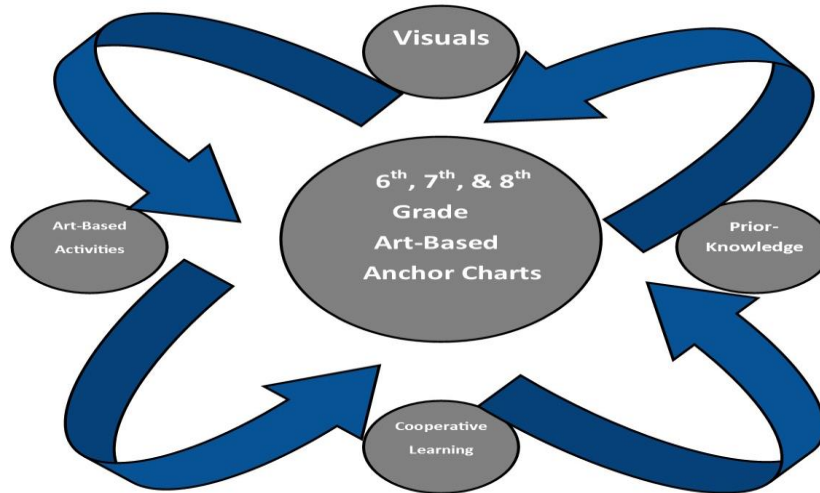 Visuals
6th, 7th, & 8th
Grade
Art-Based
Anchor Charts
Art-Based
Activities
Prior-
Knowledge
Cooperative
Learning